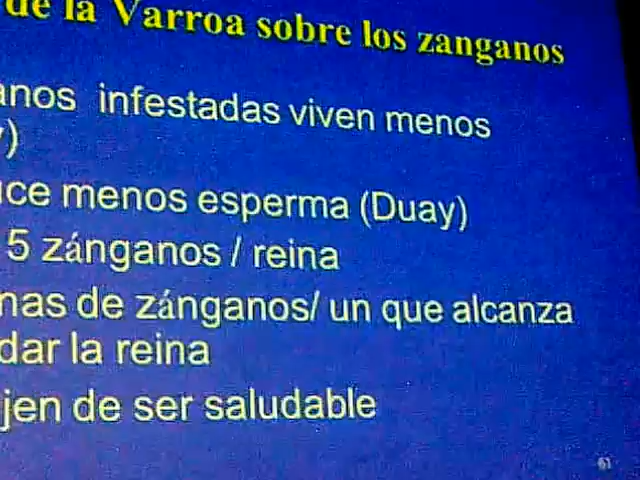 de la Varroa sobre los zanganos
anos infestadas viven menos
y)
uce menos esperma (Duay)
5 zánganos / reina
nas de zánganos/ un que alcanza
dar la reina
jen de ser saludable
61